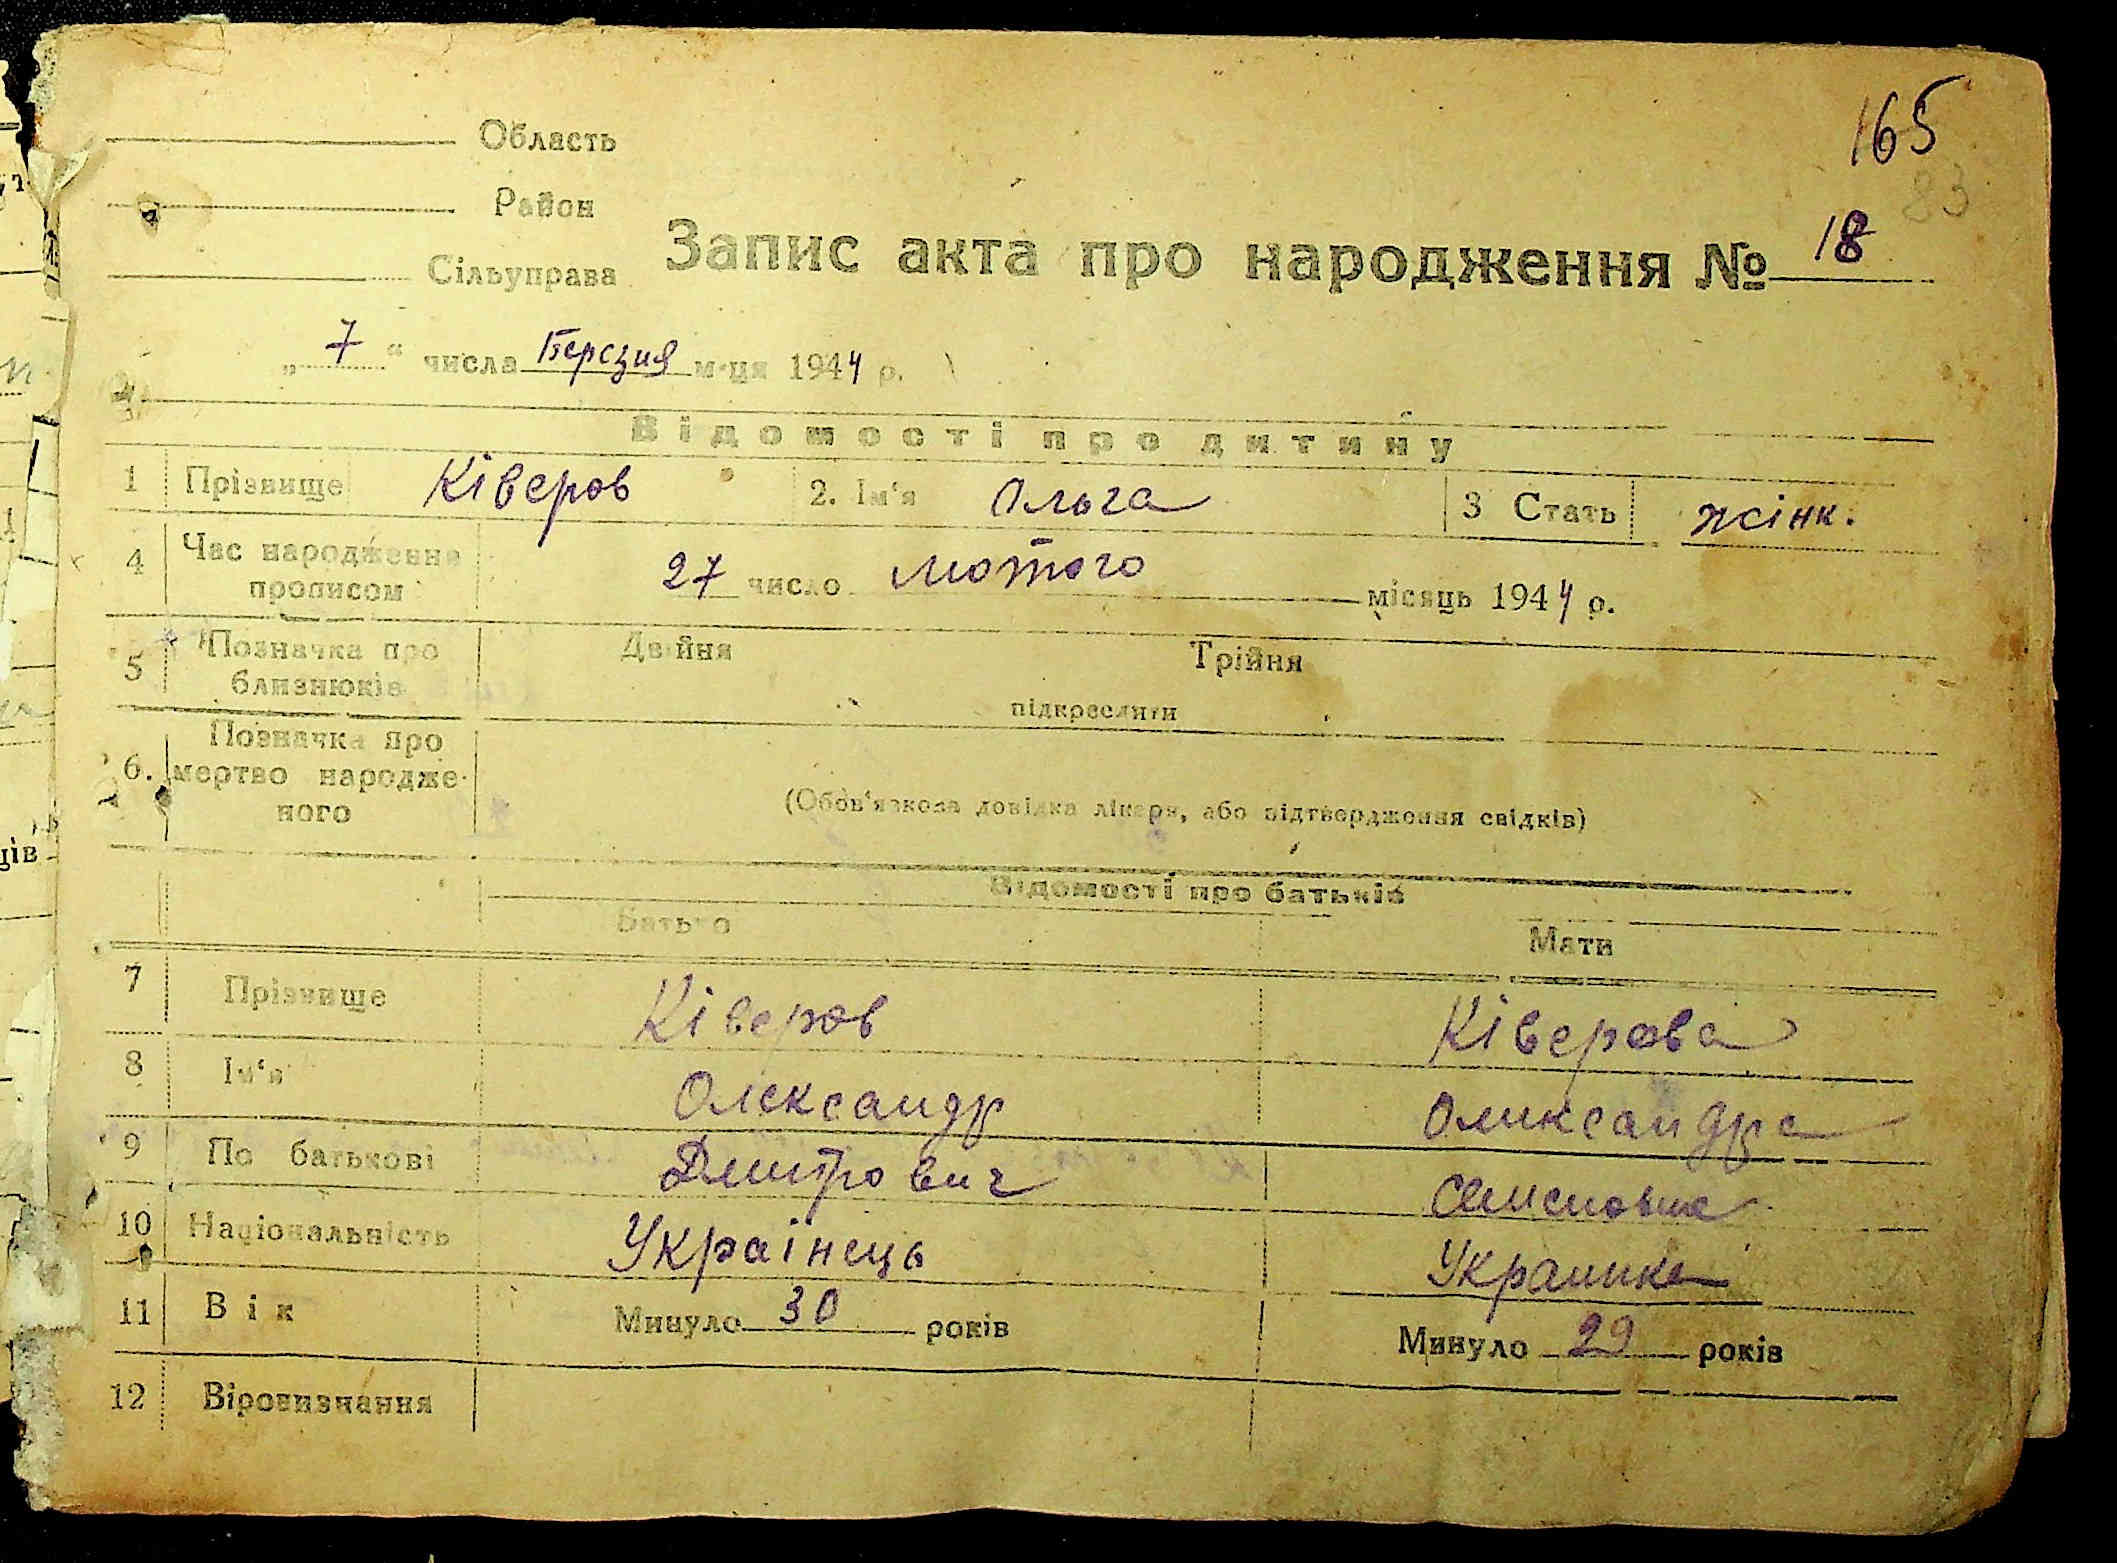 165
83
Область
Район
Сільуправа
Запис акта про народження № 18
„ 7 “ числа Березня м-ця 1944 р.
Відомості про дитину
1 Прізвище Ківеров 2. Ім‘я Ольга 3 Стать жінк.
4 Час народження прописом 27 число лютого місяць 1944 р.
5 Позначка про близнюків Двійня Трійня
підкреслити
6. Позначка про мертво народженого
(Обов‘язкова довідка лікаря, або відтвердження свідків)
Відомості про батьків
Батько Мати
7 Прізвище Ківеров Ківерова
8 Ім‘я Олександр Оликсандра
9 По батькові Дмитрович Семеновна
10 Національність Українець Украинка
11 Вік Минуло 30 років Минуло 29 років
12 Віровизнання